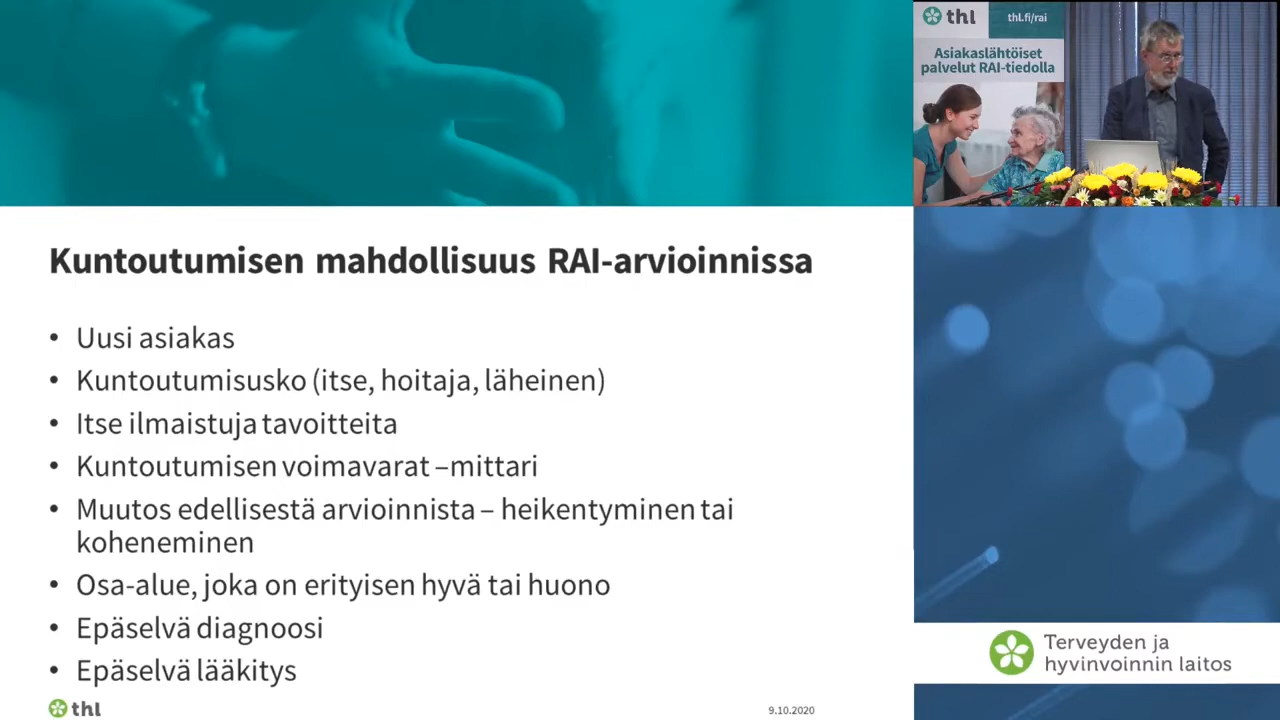 Kuntoutumisen mahdollisuus RAI-arvioinnissa
• Uusi asiakas
• Kuntoutumisusko (itse, hoitaja, läheinen)
• Itse ilmaistuja tavoitteita
• Kuntoutumisen voimavarat –mittari
• Muutos edellisestä arvioinnista – heikentyminen tai
koheneminen
• Osa-alue, joka on erityisen hyvä tai huono
• Epäselvä diagnoosi
• Epäselvä lääkitys
thl
9.10.2020
thl
thl.fi/rai
Asiakaslähtöiset
palvelut RAI-tiedolla
Terveyden ja
hyvinvoinnin laitos